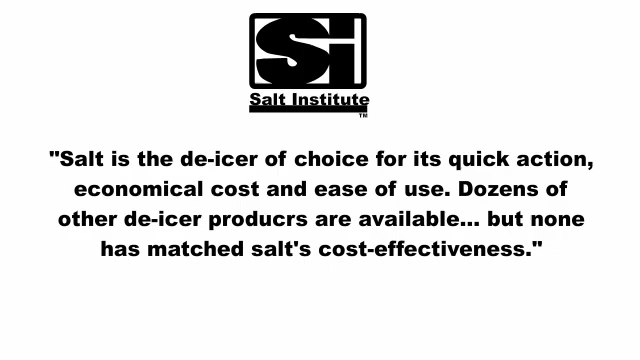 Si
Salt Institute
TM
"Salt is the de-icer of choice for its quick action,
economical cost and ease of use. Dozens of
other de-icer producrs are available... but none
has matched salt's cost-effectiveness."